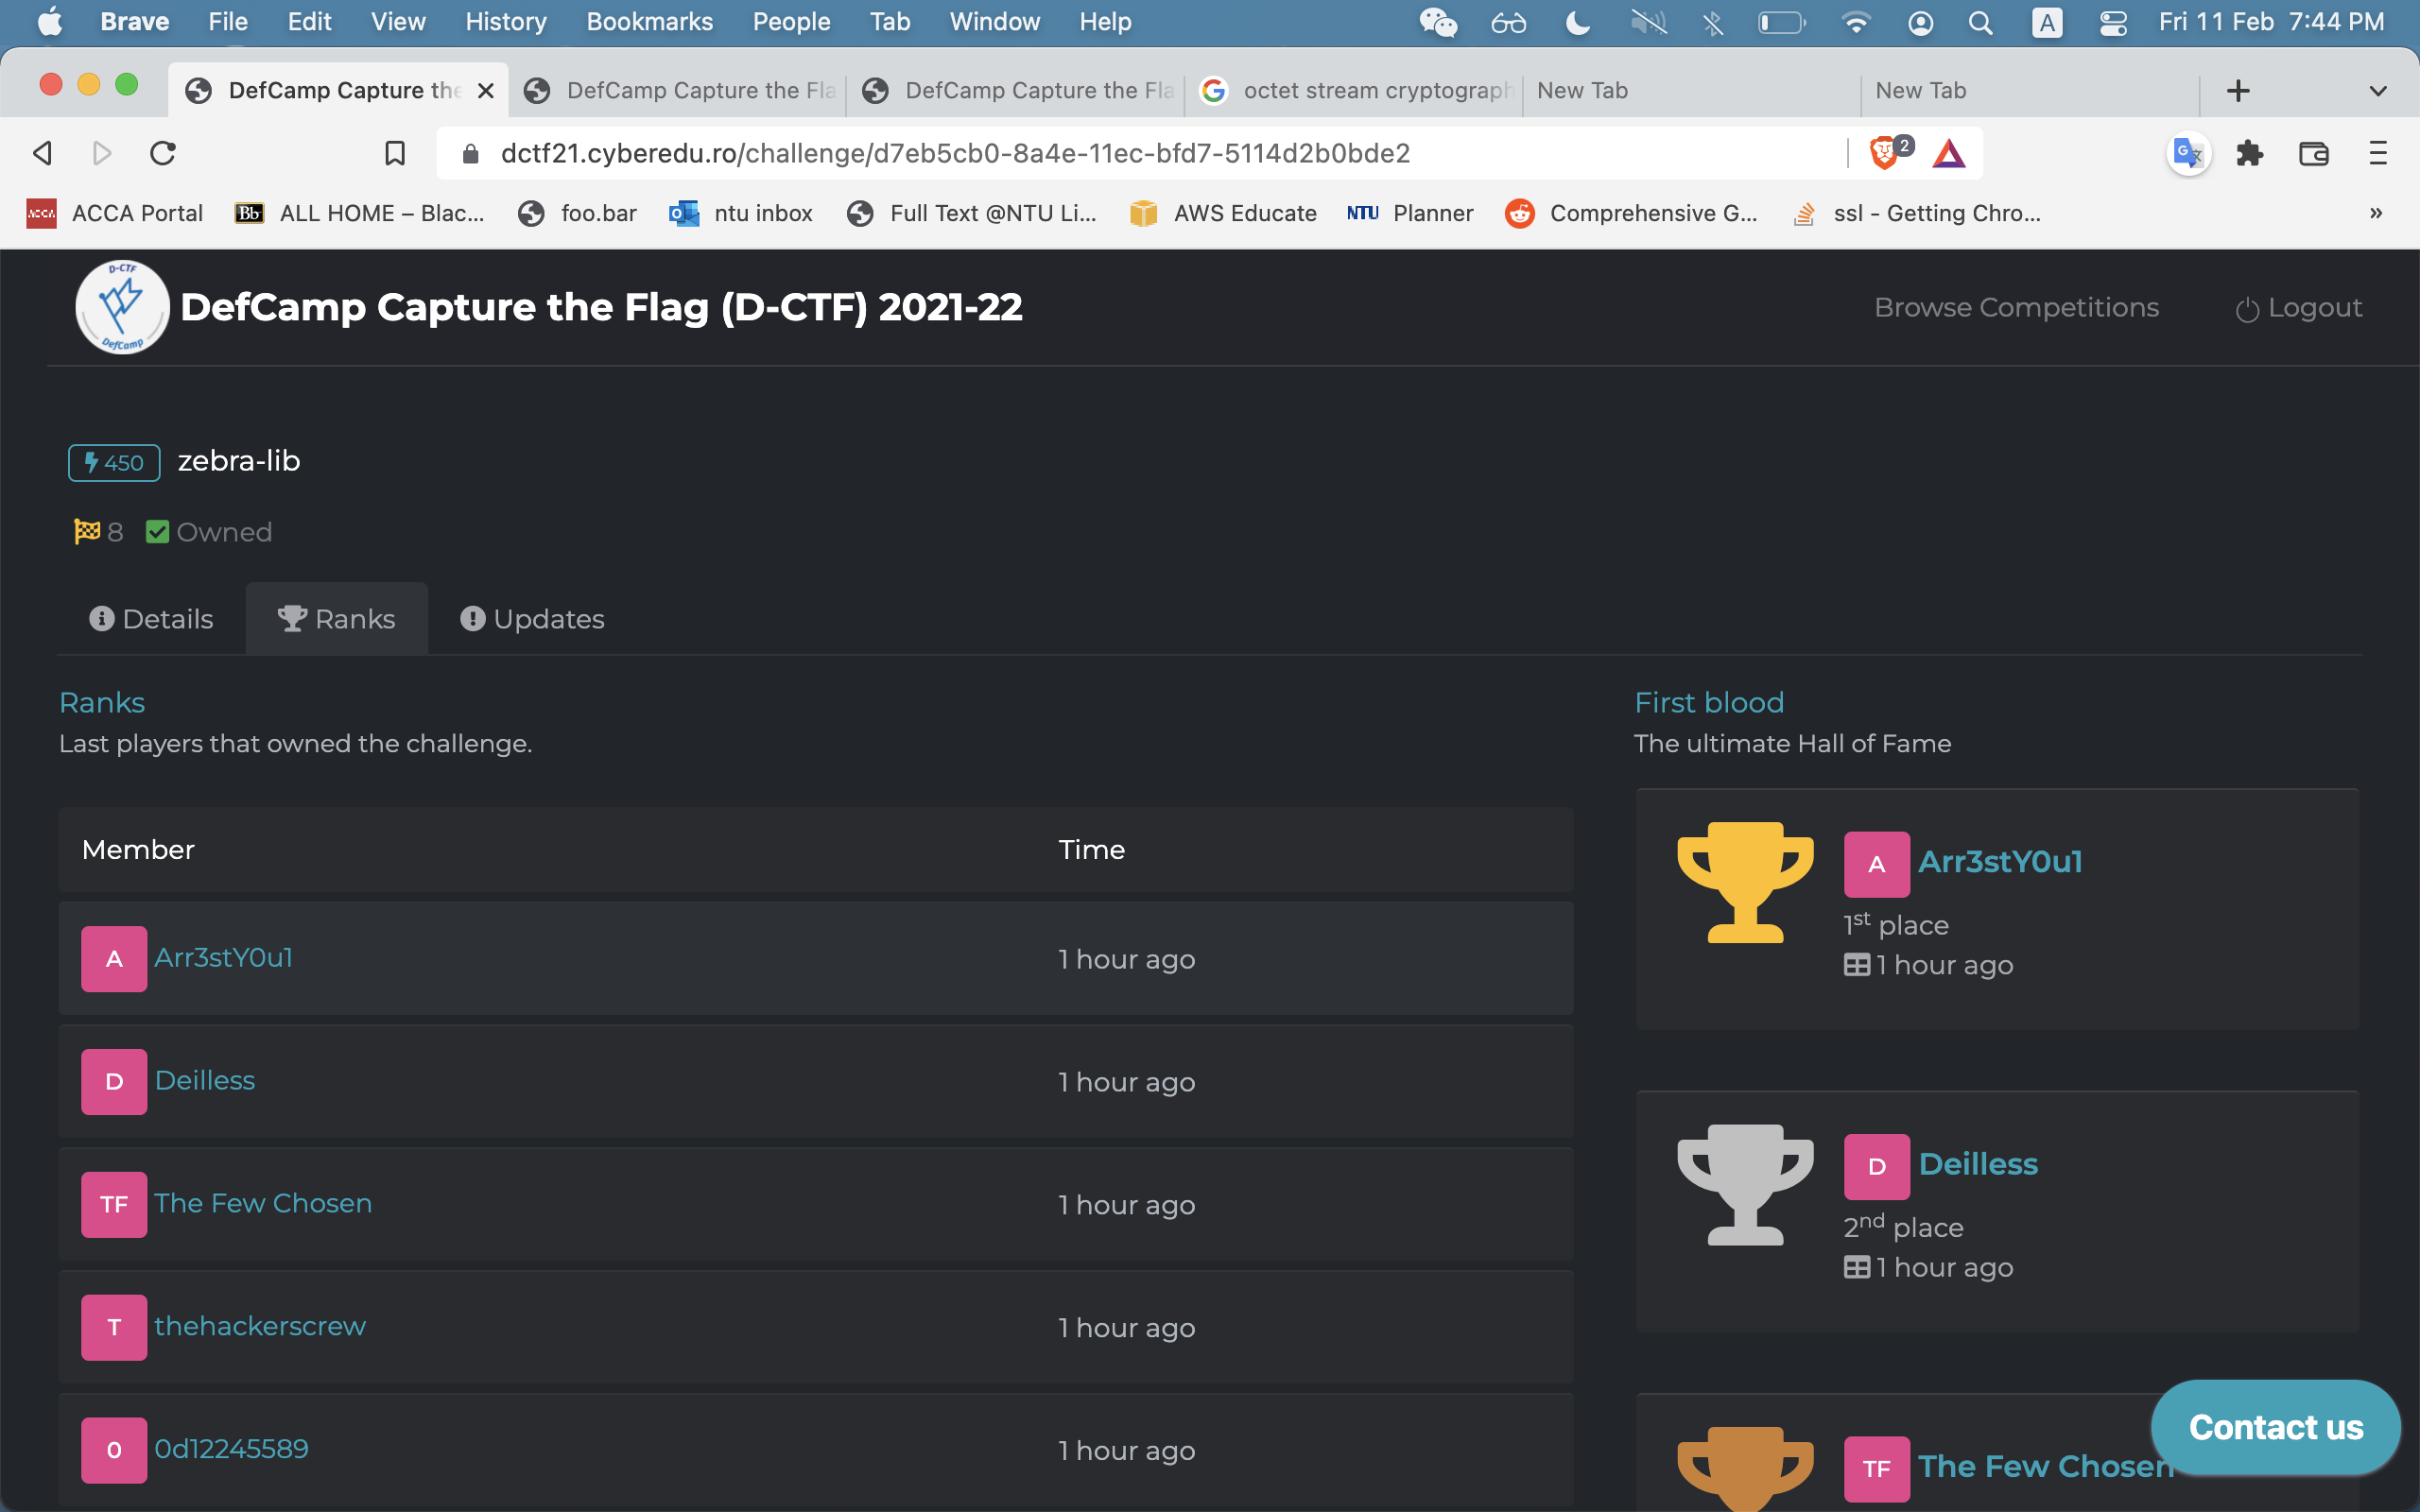 Brave File Edit View History Bookmarks People Tab Window Help A Fri 11 Feb 7:44 PM
DefCamp Capture the DefCamp Capture the Fla DefCamp Capture the Fla octet stream cryptograph New Tab New Tab
dctf21.cyberedu.ro/challenge/d7eb5cb0-8a4e-11ec-bfd7-5114d2b0bde2 2
ACCA ACCA Portal Bb ALL HOME – Blac... foo.bar ntu inbox Full Text @NTU Li... AWS Educate NTU Planner Comprehensive G... ssl - Getting Chro... »
D-CTF
DefCamp
DefCamp Capture the Flag (D-CTF) 2021-22 Browse Competitions Logout
450 zebra-lib
8 Owned
Details Ranks Updates
Ranks
Last players that owned the challenge.
Member Time
A Arr3stY0u1 1 hour ago
D Deilless 1 hour ago
TF The Few Chosen 1 hour ago
T thehackerscrew 1 hour ago
0 0d12245589 1 hour ago
First blood
The ultimate Hall of Fame
A Arr3stY0u1
1st place
1 hour ago
D Deilless
2nd place
1 hour ago
TF The Few Chosen
Contact us